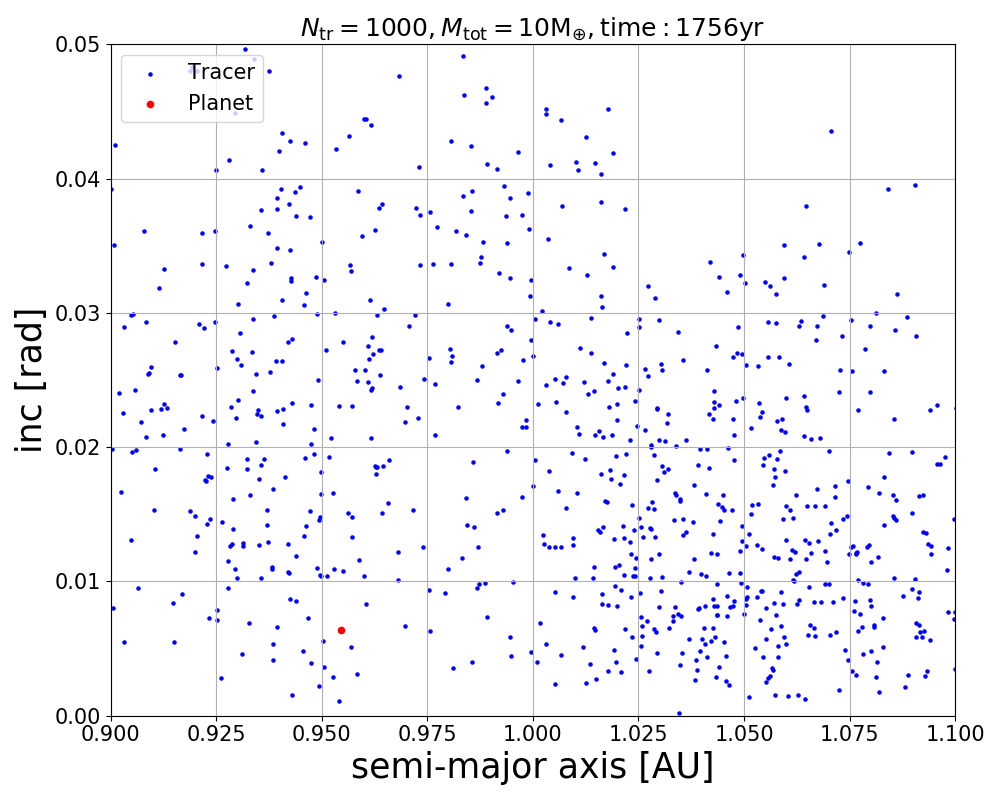 N_tr = 1000, M_tot = 10M_⊕, time : 1756yr
Tracer
Planet
inc [rad]
0.05
0.04
0.03
0.02
0.01
0.00
0.900 0.925 0.950 0.975 1.000 1.025 1.050 1.075 1.100
semi-major axis [AU]